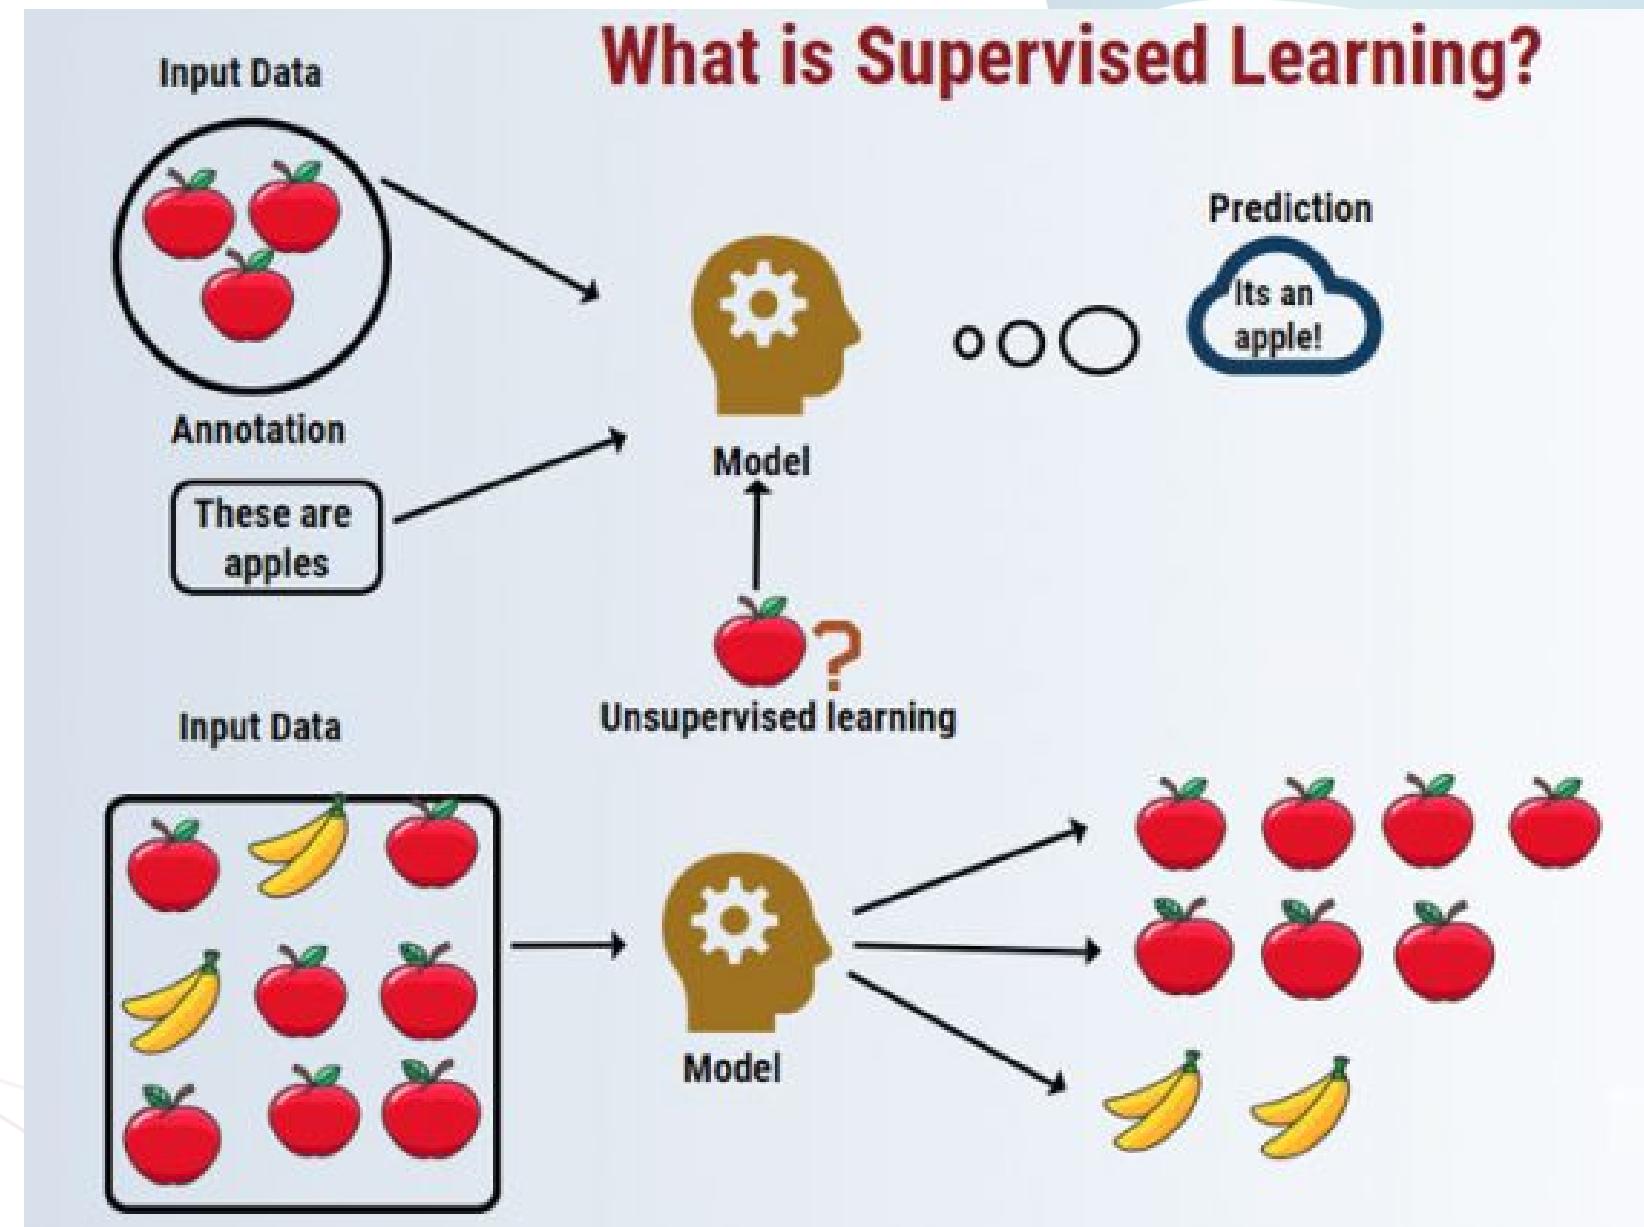 What is Supervised Learning?
Input Data
Prediction
Its an
apple!
Annotation
These are
apples
Model
?
Unsupervised learning
Input Data
Model